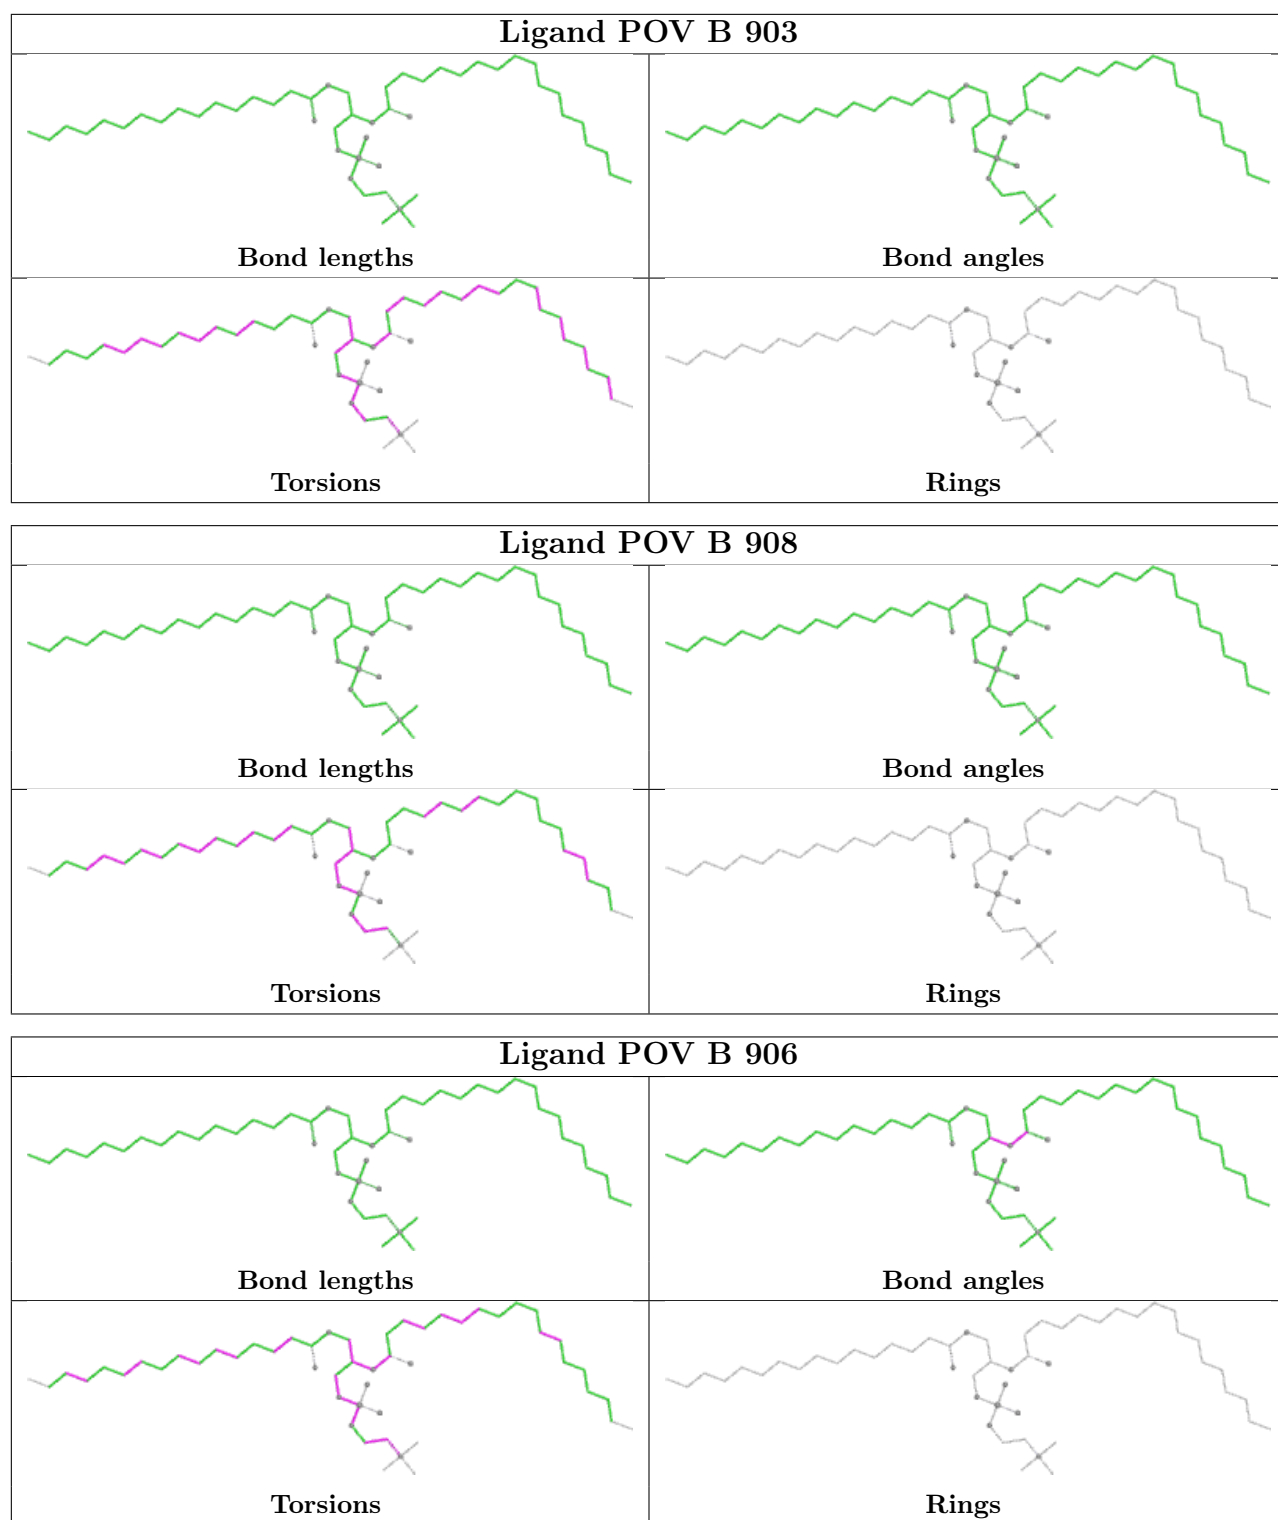 Ligand POV B 903
Bond lengths
Bond angles
Torsions
Rings
Ligand POV B 908
Bond lengths
Bond angles
Torsions
Rings
Ligand POV B 906
Bond lengths
Bond angles
Torsions
Rings